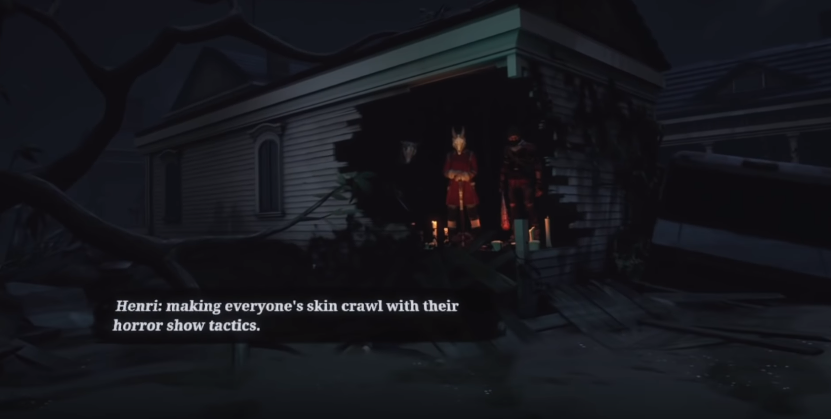 Henri: making everyone's skin crawl with their
horror show tactics.